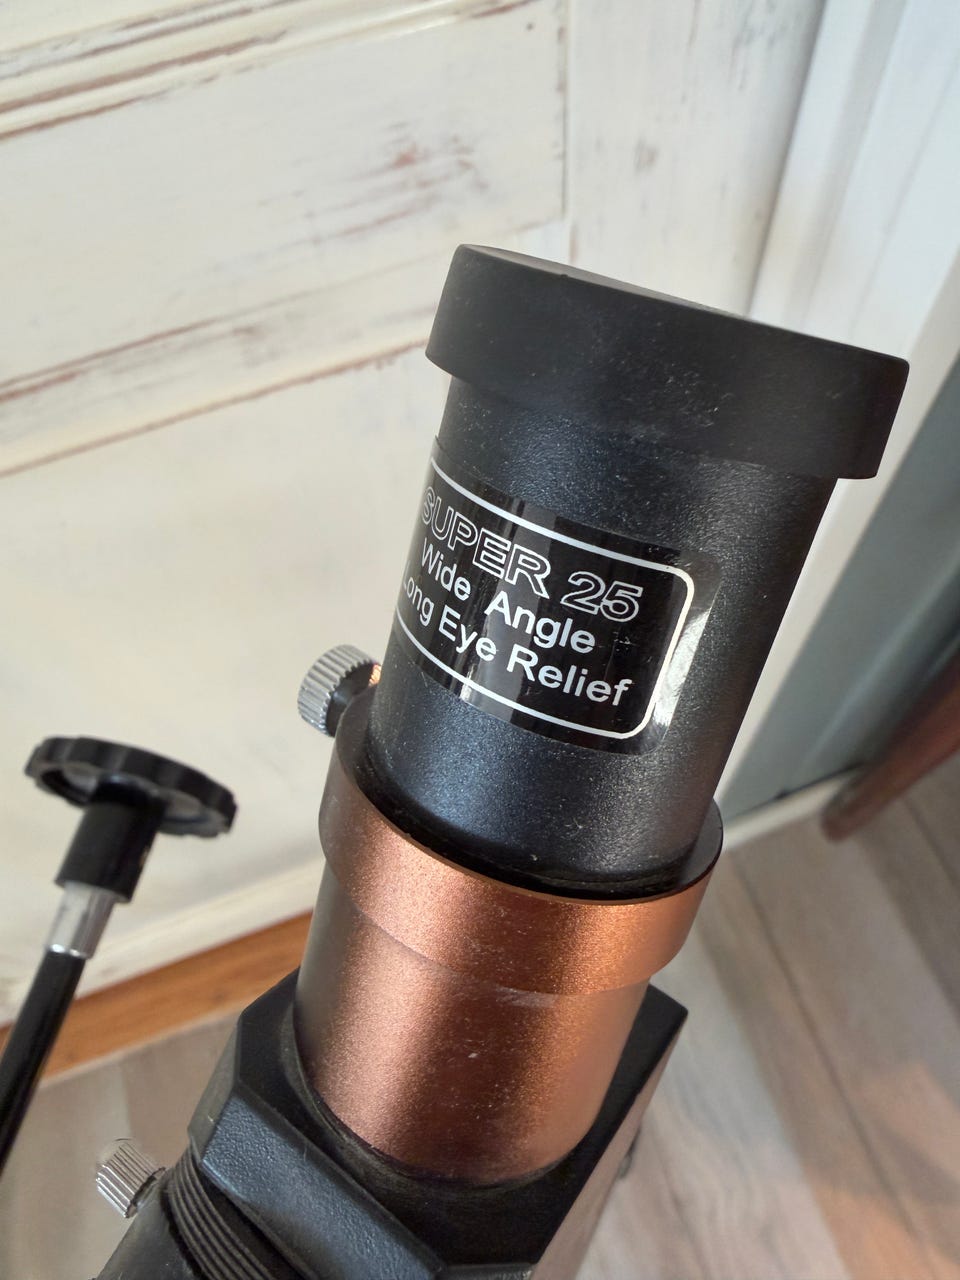 SUPER 25
Wide Angle
Long Eye Relief